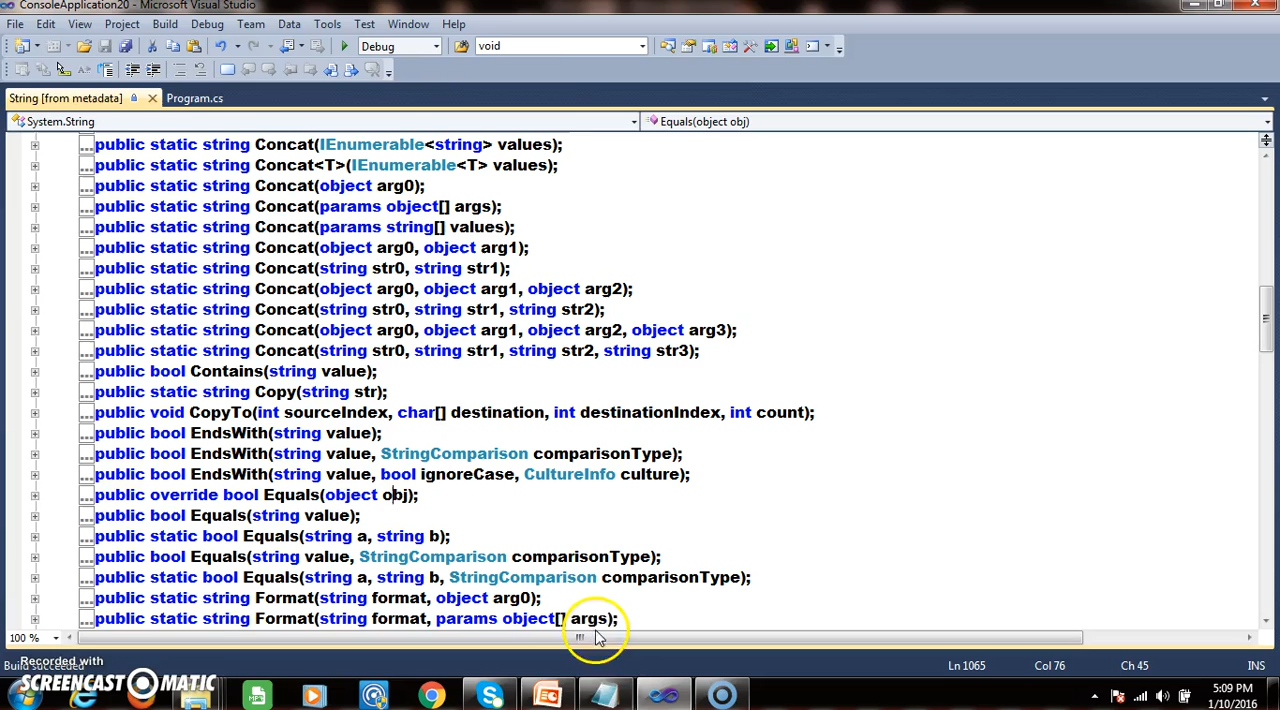 ConsoleApplication20 - Microsoft Visual Studio
File Edit View Project Build Debug Team Data Tools Test Window Help
Debug void
String [from metadata] Program.cs
System.String Equals(object obj)
public static string Concat(IEnumerable<string> values);
public static string Concat<T>(IEnumerable<T> values);
public static string Concat(object arg0);
public static string Concat(params object[] args);
public static string Concat(params string[] values);
public static string Concat(object arg0, object arg1);
public static string Concat(string str0, string str1);
public static string Concat(object arg0, object arg1, object arg2);
public static string Concat(string str0, string str1, string str2);
public static string Concat(object arg0, object arg1, object arg2, object arg3);
public static string Concat(string str0, string str1, string str2, string str3);
public bool Contains(string value);
public static string Copy(string str);
public void CopyTo(int sourceIndex, char[] destination, int destinationIndex, int count);
public bool EndsWith(string value);
public bool EndsWith(string value, StringComparison comparisonType);
public bool EndsWith(string value, bool ignoreCase, CultureInfo culture);
public override bool Equals(object obj);
public bool Equals(string value);
public static bool Equals(string a, string b);
public bool Equals(string value, StringComparison comparisonType);
public static bool Equals(string a, string b, StringComparison comparisonType);
public static string Format(string format, object arg0);
public static string Format(string format, params object[] args);
100 %
Build succeeded Ln 1065 Col 76 Ch 45 INS
Recorded with
SCREENCAST MATIC
5:09 PM
1/10/2016